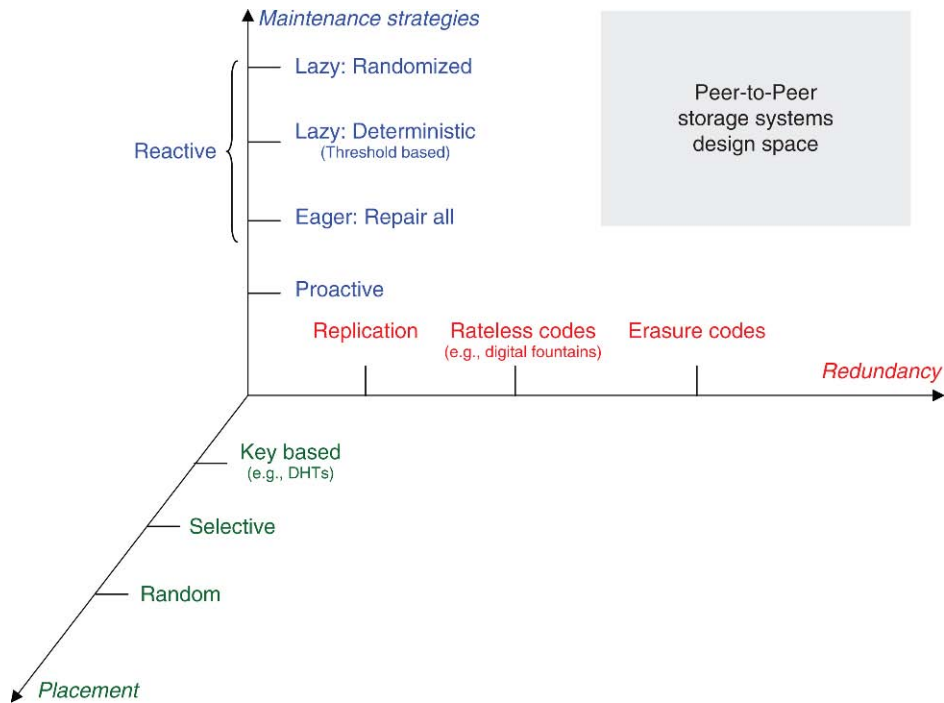 Maintenance strategies
Lazy: Randomized
Peer-to-Peer
storage systems
design space
Lazy: Deterministic
(Threshold based)
Reactive
Eager: Repair all
Proactive
Replication
Rateless codes
(e.g., digital fountains)
Erasure codes
Redundancy
Key based
(e.g., DHTs)
Selective
Random
Placement